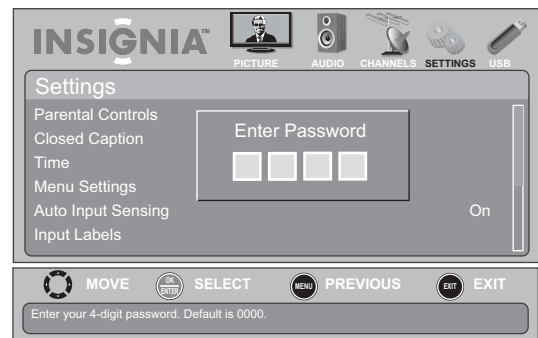 INSIGNIA™
PICTURE AUDIO CHANNELS SETTINGS USB
Settings
Parental Controls
Closed Caption
Time
Menu Settings
Auto Input Sensing On
Input Labels
Enter Password
OK ENTER MENU EXIT
MOVE SELECT PREVIOUS EXIT
Enter your 4-digit password. Default is 0000.